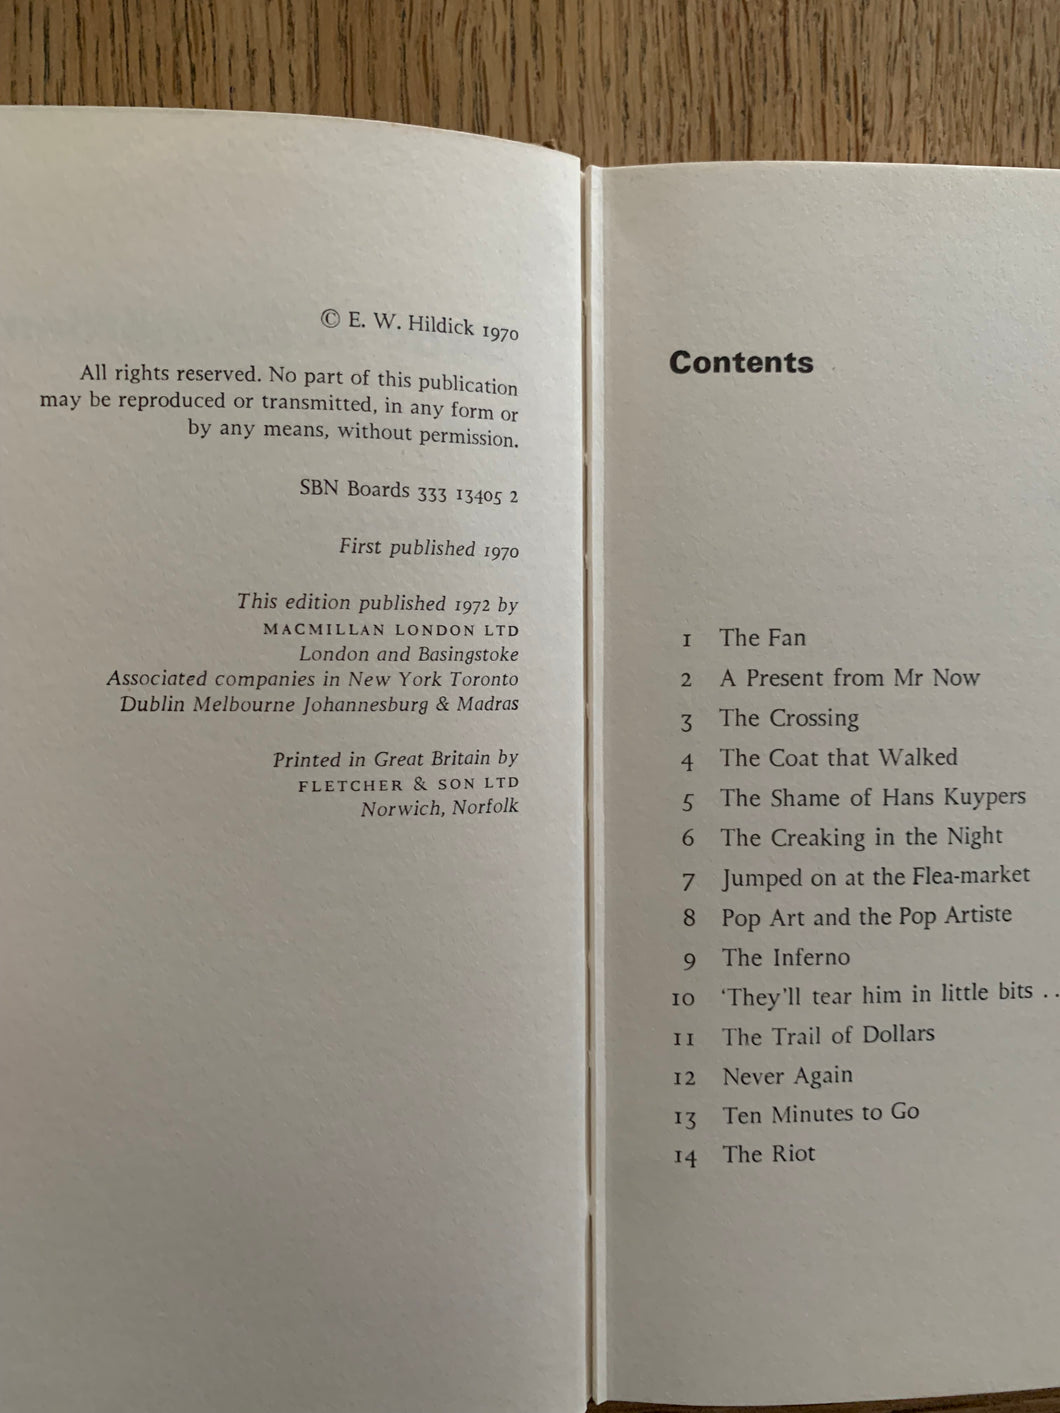 © E. W. Hildick 1970
All rights reserved. No part of this publication
may be reproduced or transmitted, in any form or
by any means, without permission.
SBN Boards 333 13405 2
First published 1970
This edition published 1972 by
MACMILLAN LONDON LTD
London and Basingstoke
Associated companies in New York Toronto
Dublin Melbourne Johannesburg & Madras
Printed in Great Britain by
FLETCHER & SON LTD
Norwich, Norfolk
Contents
1 The Fan
2 A Present from Mr Now
3 The Crossing
4 The Coat that Walked
5 The Shame of Hans Kuypers
6 The Creaking in the Night
7 Jumped on at the Flea-market
8 Pop Art and the Pop Artiste
9 The Inferno
10 ‘They’ll tear him in little bits . .
11 The Trail of Dollars
12 Never Again
13 Ten Minutes to Go
14 The Riot